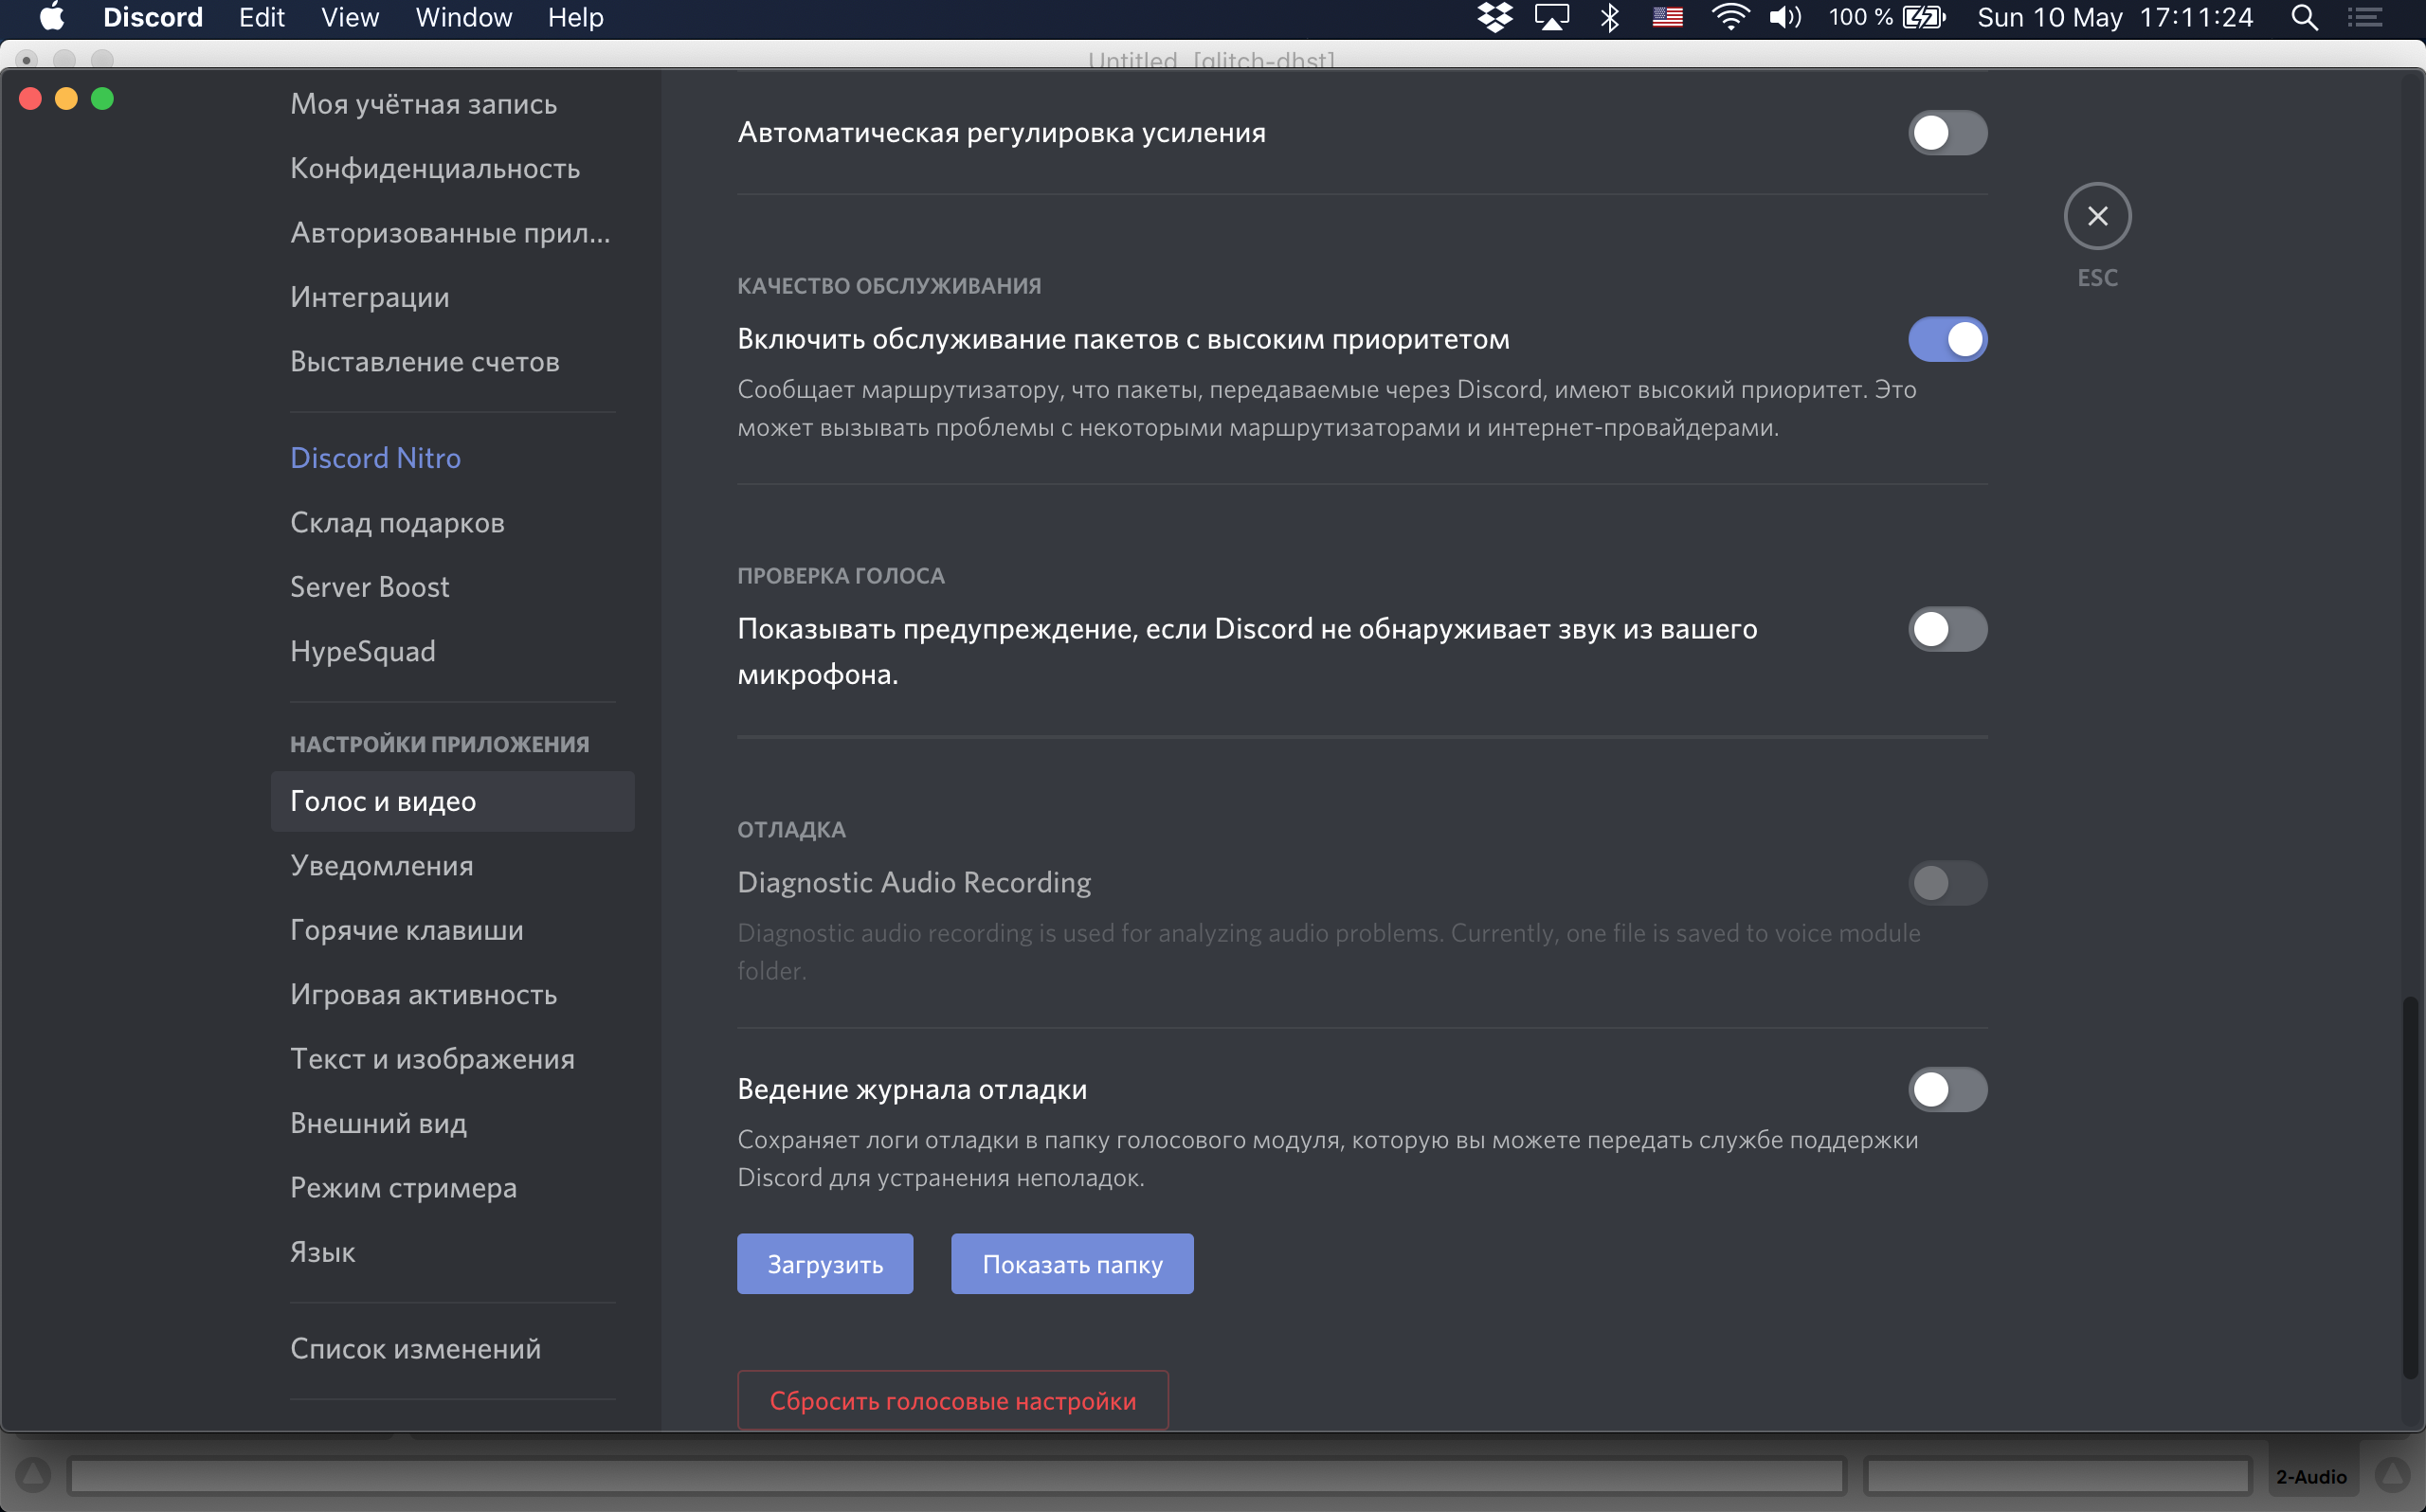 Discord Edit View Window Help 100 % Sun 10 May 17:11:24
Untitled [glitch-dhst]
Моя учётная запись
Конфиденциальность
Авторизованные прил...
Интеграции
Выставление счетов
Discord Nitro
Склад подарков
Server Boost
HypeSquad
НАСТРОЙКИ ПРИЛОЖЕНИЯ
Голос и видео
Уведомления
Горячие клавиши
Игровая активность
Текст и изображения
Внешний вид
Режим стримера
Язык
Список изменений
Автоматическая регулировка усиления
ESC
КАЧЕСТВО ОБСЛУЖИВАНИЯ
Включить обслуживание пакетов с высоким приоритетом
Сообщает маршрутизатору, что пакеты, передаваемые через Discord, имеют высокий приоритет. Это
может вызывать проблемы с некоторыми маршрутизаторами и интернет-провайдерами.
ПРОВЕРКА ГОЛОСА
Показывать предупреждение, если Discord не обнаруживает звук из вашего
микрофона.
ОТЛАДКА
Diagnostic Audio Recording
Diagnostic audio recording is used for analyzing audio problems. Currently, one file is saved to voice module
folder.
Ведение журнала отладки
Сохраняет логи отладки в папку голосового модуля, которую вы можете передать службе поддержки
Discord для устранения неполадок.
Загрузить Показать папку
Сбросить голосовые настройки
2-Audio